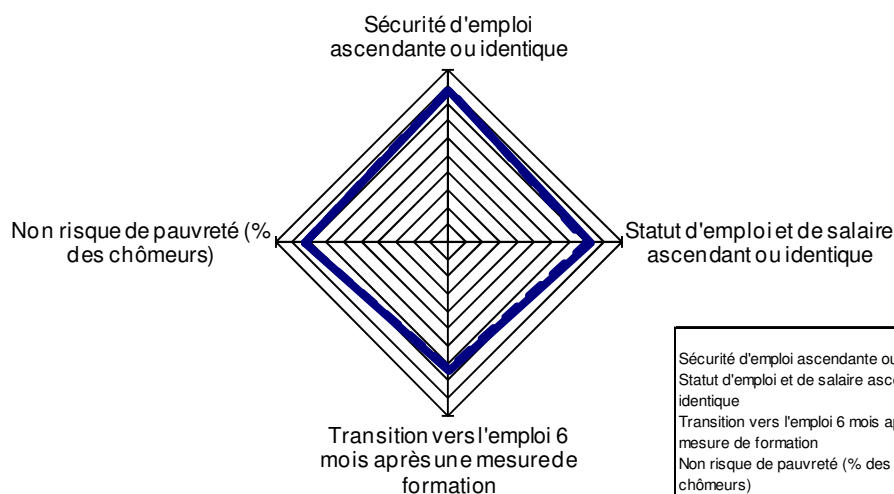 Sécurité d'emploi
ascendante ou identique
Non risque de pauvreté (%
des chômeurs)
Statut d'emploi et de salaire
ascendant ou identique
Transition vers l'emploi 6
mois après une mesure de
formation
Sécurité d'emploi ascendante ou
Statut d'emploi et de salaire asc
identique
Transition vers l'emploi 6 mois ap
mesure de formation
Non risque de pauvreté (% des
chômeurs)